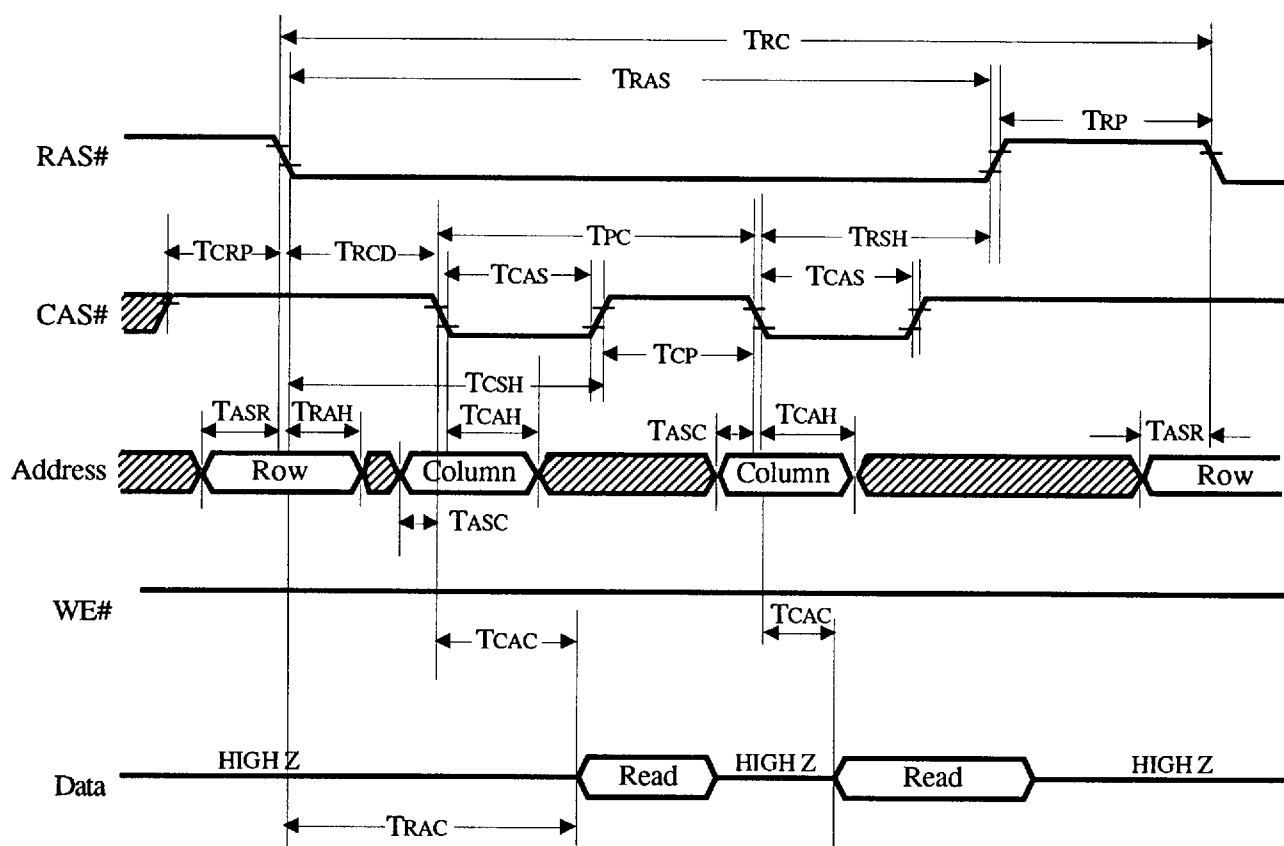 TRC
TRAS
TRP
RAS#
TPC
TRSH
TCRP
TRCD
TCAS
TCAS
CAS#
TCP
TCSH
TASR
TRAH
TCAH
TASC
TCAH
TASR
Address
Row
Column
Column
Row
TASC
WE#
TCAC
TCAC
HIGH Z
HIGH Z
HIGH Z
Data
Read
Read
TRAC